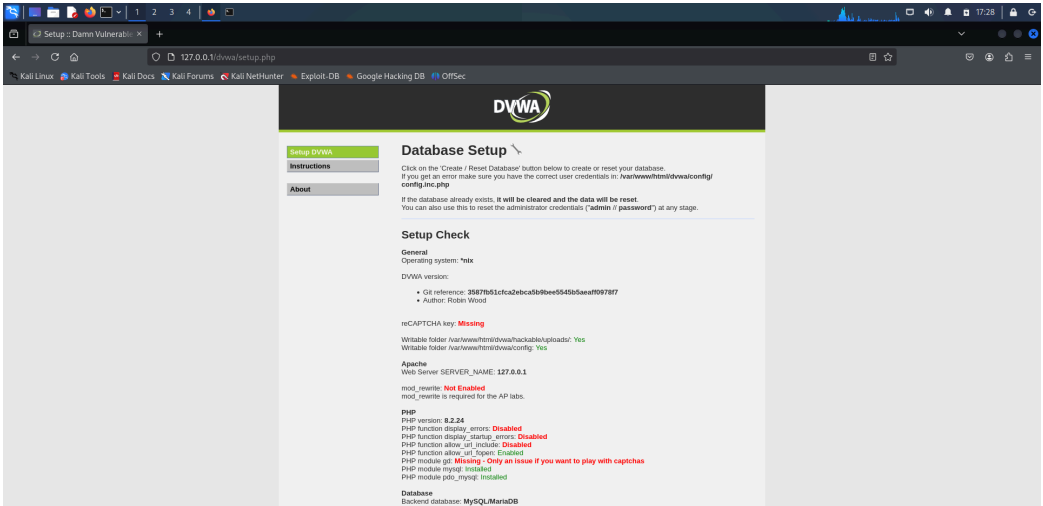 1 2 3 4
17:28
Setup :: Damn Vulnerable
127.0.0.1/dvwa/setup.php
Kali Linux Kali Tools Kali Docs Kali Forums Kali NetHunter Exploit-DB Google Hacking DB OffSec
DVWA
Setup DVWA
Instructions
About
Database Setup
Click on the 'Create / Reset Database' button below to create or reset your database.
If you get an error make sure you have the correct user credentials in: /var/www/html/dvwa/config/
config.inc.php
If the database already exists, it will be cleared and the data will be reset.
You can also use this to reset the administrator credentials ("admin // password") at any stage.
Setup Check
General
Operating system: *nix
DVWA version:
• Git reference: 3587fb51cfca2ebca5b9bee5545b5aeaff0978f7
• Author: Robin Wood
reCAPTCHA key: Missing
Writable folder /var/www/html/dvwa/hackable/uploads/: Yes
Writable folder /var/www/html/dvwa/config: Yes
Apache
Web Server SERVER_NAME: 127.0.0.1
mod_rewrite: Not Enabled
mod_rewrite is required for the AP labs.
PHP
PHP version: 8.2.24
PHP function display_errors: Disabled
PHP function display_startup_errors: Disabled
PHP function allow_url_include: Disabled
PHP function allow_url_fopen: Enabled
PHP module gd: Missing - Only an issue if you want to play with captchas
PHP module mysql: Installed
PHP module pdo_mysql: Installed
Database
Backend database: MySQL/MariaDB